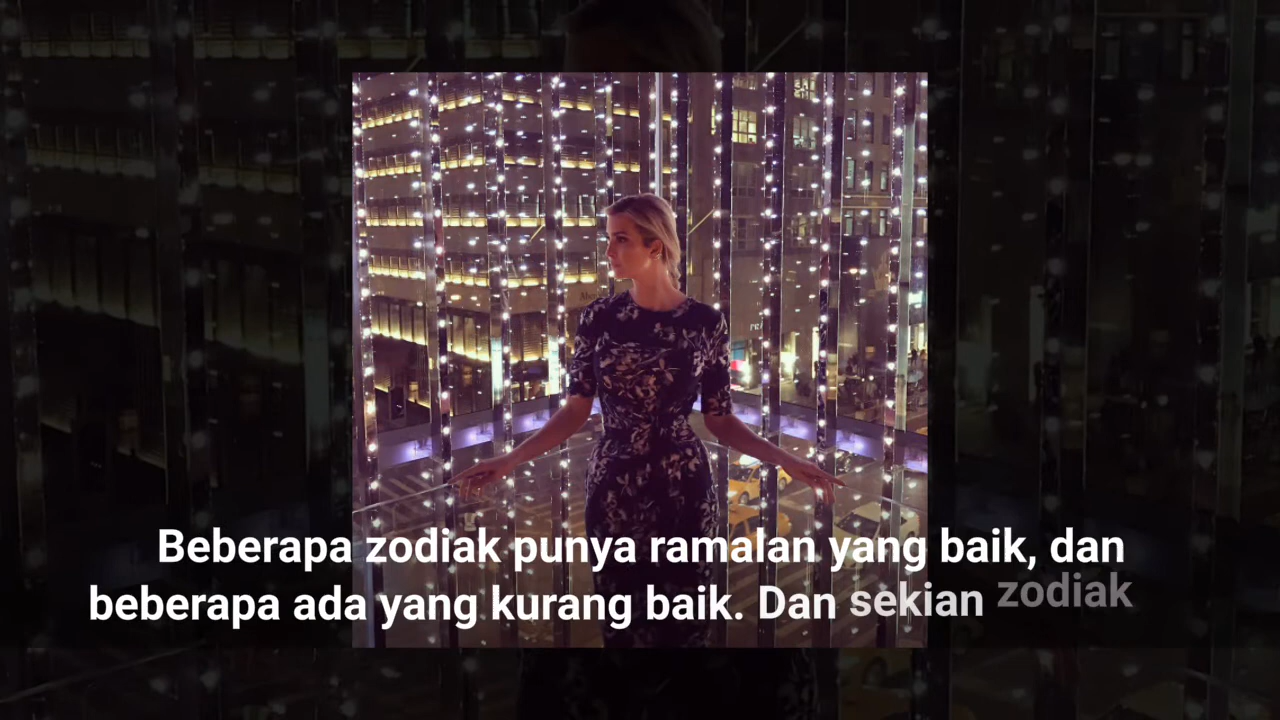 Beberapa zodiak punya ramalan yang baik, dan
beberapa ada yang kurang baik. Dan sekian zodiak